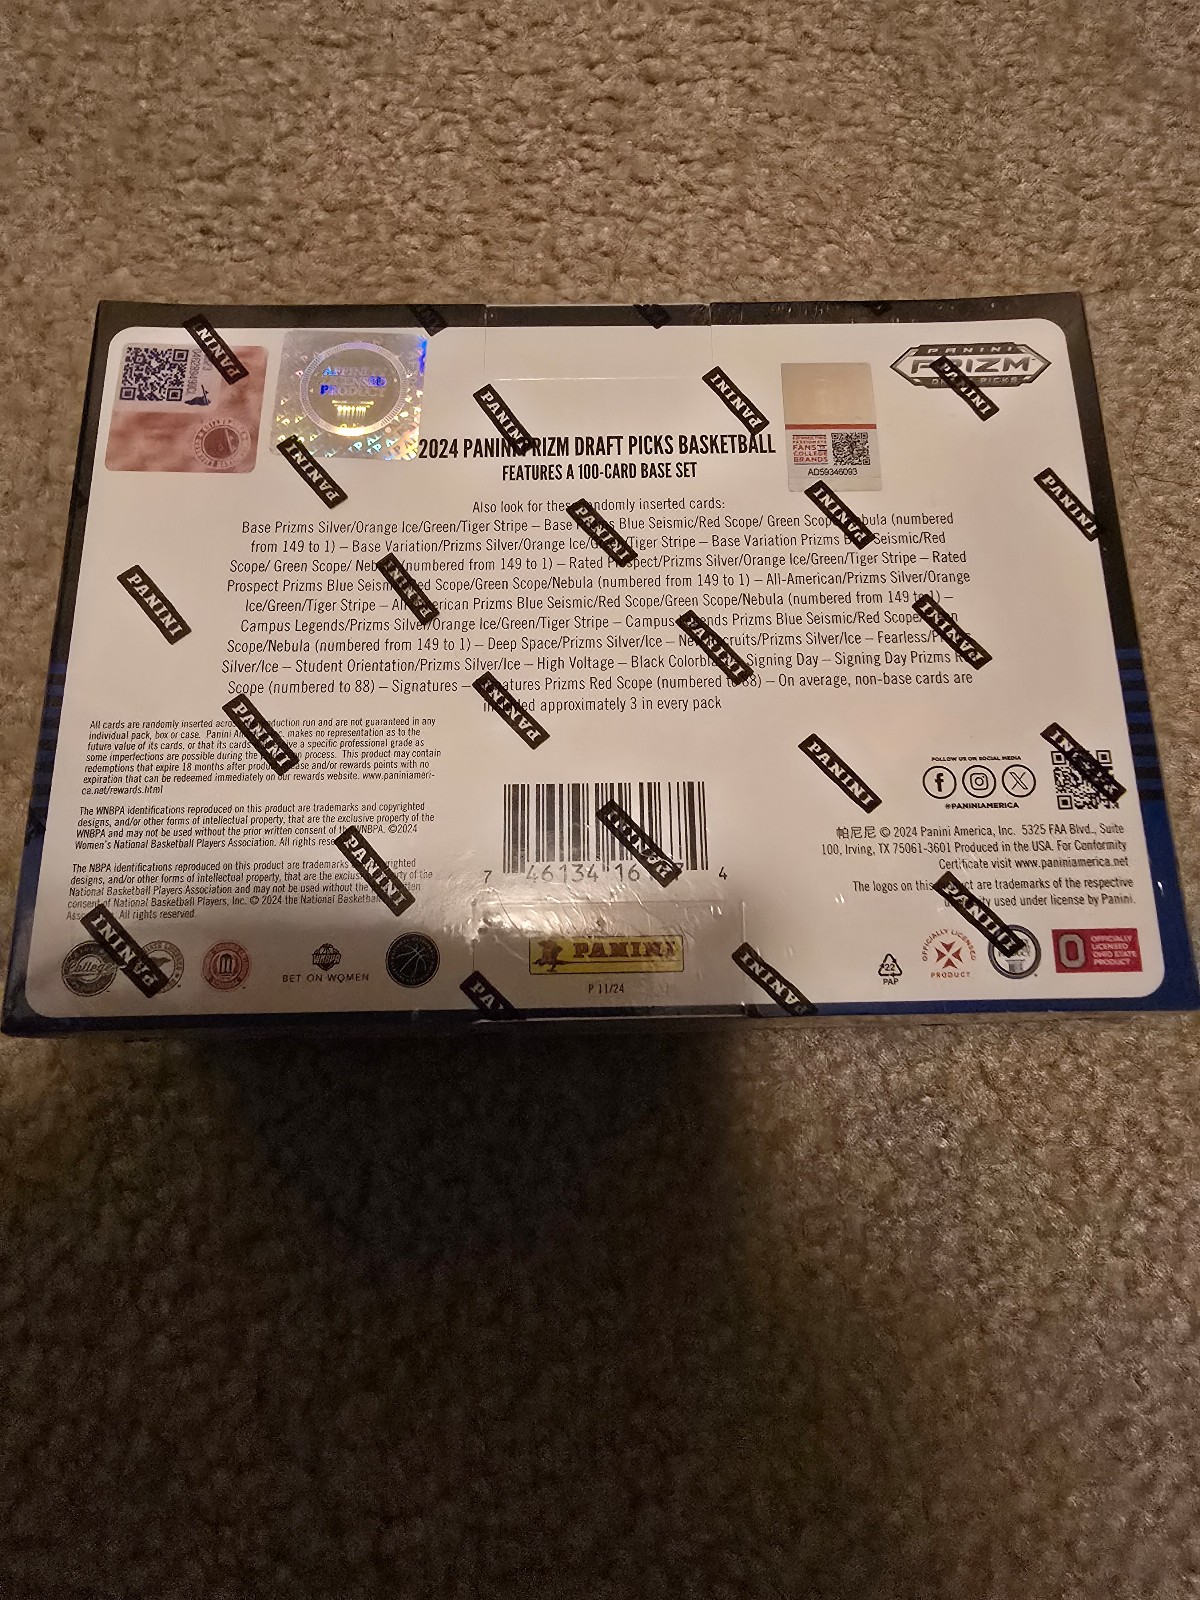 PANINI
PRIZM
AD59346093
2024 PANINI PRIZM DRAFT PICKS BASKETBALL
FEATURES A 100-CARD BASE SET
Also look for these randomly inserted cards:
Base Prizms Silver/Orange Ice/Green/Tiger Stripe – Base Blue Seismic/Red Scope/ Green Scope (numbered
from 149 to 1) – Base Variation/Prizms Silver/Orange Ice/ Tiger Stripe – Base Variation Prizms Seismic/Red
Scope/ Green Scope/ (numbered from 149 to 1) – Rated Prospect/Prizms Silver/Orange Ice/Green/Tiger Stripe – Rated
Prospect Prizms Blue Scope/Green Scope/Nebula (numbered from 149 to 1) – All-American/Prizms Silver/Orange
Ice/Green/Tiger Stripe – All-American Prizms Blue Seismic/Red Scope/Green Scope/Nebula (numbered from 149 to 1) –
Campus Legends/Prizms Silver/Orange Ice/Green/Tiger Stripe – Campus Legends Prizms Blue Seismic/Red Scope/
Scope/Nebula (numbered from 149 to 1) – Deep Space/Prizms Silver/Ice – Recruits/Prizms Silver/Ice – Fearless/
Silver/Ice – Student Orientation/Prizms Silver/Ice – High Voltage – Black Signing Day – Signing Day Prizms
Scope (numbered to 88) – Signatures – Signatures Prizms Red Scope (numbered to 88) – On average, non-base cards are
included approximately 3 in every pack
All cards are randomly inserted across production run and are not guaranteed in any
individual pack, box or case. Panini makes no representation as to the
future value of its cards, or that its cards a specific professional grade as
some imperfections are possible during the process. This product may contain
redemptions that expire 18 months after product and/or rewards points with no
expiration that can be redeemed immediately on our rewards website. www.paniniameri-
ca.net/rewards.html
The WNBPA identifications reproduced on this product are trademarks and copyrighted
designs, and/or other forms of intellectual property, that are the exclusive property of the
WNBPA and may not be used without the prior written consent of the WNBPA. ©2024
Women's National Basketball Players Association. All rights
The NBPA identifications reproduced on this product are trademarks
designs, and/or other forms of intellectual property, that are the exclusive property of the
National Basketball Players Association and may not be used without the written
consent of National Basketball Players, Inc. © 2024 the National Basketball
All rights reserved.
BET ON WOMEN
7 46134 16 4
PANINI
P 11/24
FOLLOW US ON SOCIAL MEDIA
@PANINIAMERICA
帕尼尼 © 2024 Panini America, Inc. 5325 FAA Blvd., Suite
100, Irving, TX 75061-3601 Produced in the USA. For Conformity
Certificate visit www.paniniamerica.net
The logos on this product are trademarks of the respective
used under license by Panini.
22
PAP
OFFICIALLY LICENSED
PRODUCT
OFFICIALLY
LICENSED
OHIO STATE
PRODUCT